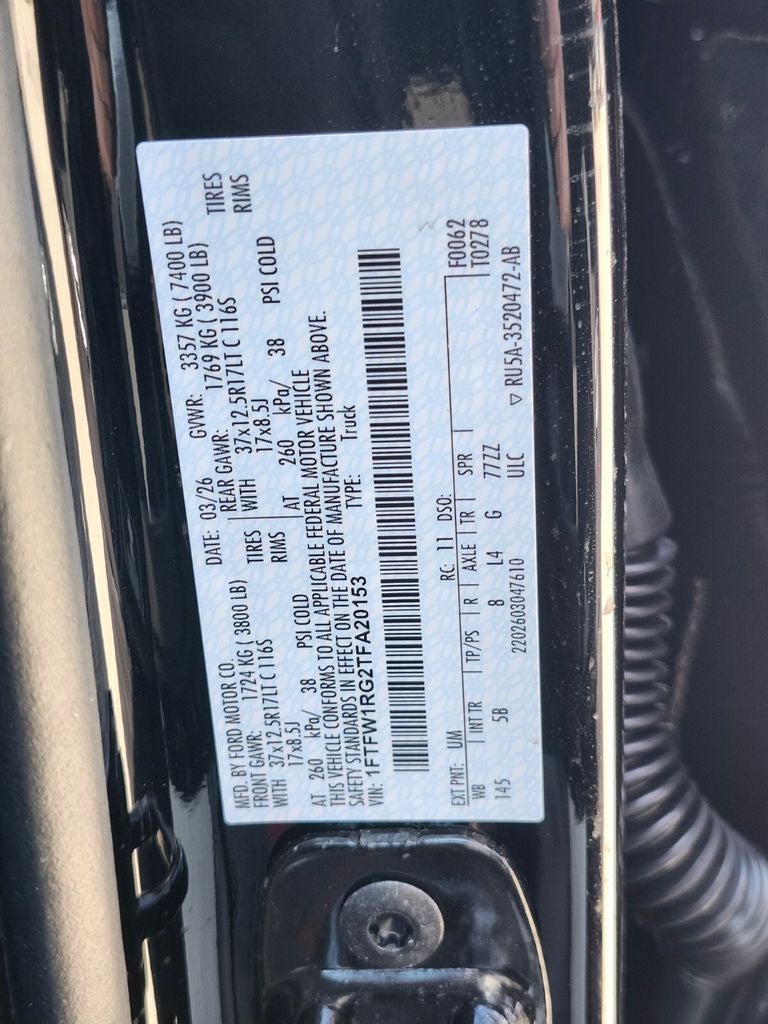 MFD. BY FORD MOTOR CO.
DATE: 03/26 GVWR: 3357 KG ( 7400 LB)
FRONT GAWR: 1724 KG ( 3800 LB) REAR GAWR: 1769 KG ( 3900 LB)
WITH 37x12.5R17LT C 116S TIRES WITH 37x12.5R17LT C 116S TIRES
17x8.5J RIMS 17x8.5J RIMS
AT 260 kPa/ 38 PSI COLD AT 260 kPa/ 38 PSI COLD
THIS VEHICLE CONFORMS TO ALL APPLICABLE FEDERAL MOTOR VEHICLE
SAFETY STANDARDS IN EFFECT ON THE DATE OF MANUFACTURE SHOWN ABOVE.
VIN: 1FTFW1RG2TFA20153 TYPE: Truck
EXT PNT: UM RC: 11 DSO: F0062
WB INT TR TP/PS R AXLE TR SPR T0278
145 5B 8 L4 G 77ZZ
2202603047610 ULC ▽ RU5A-3520472-AB